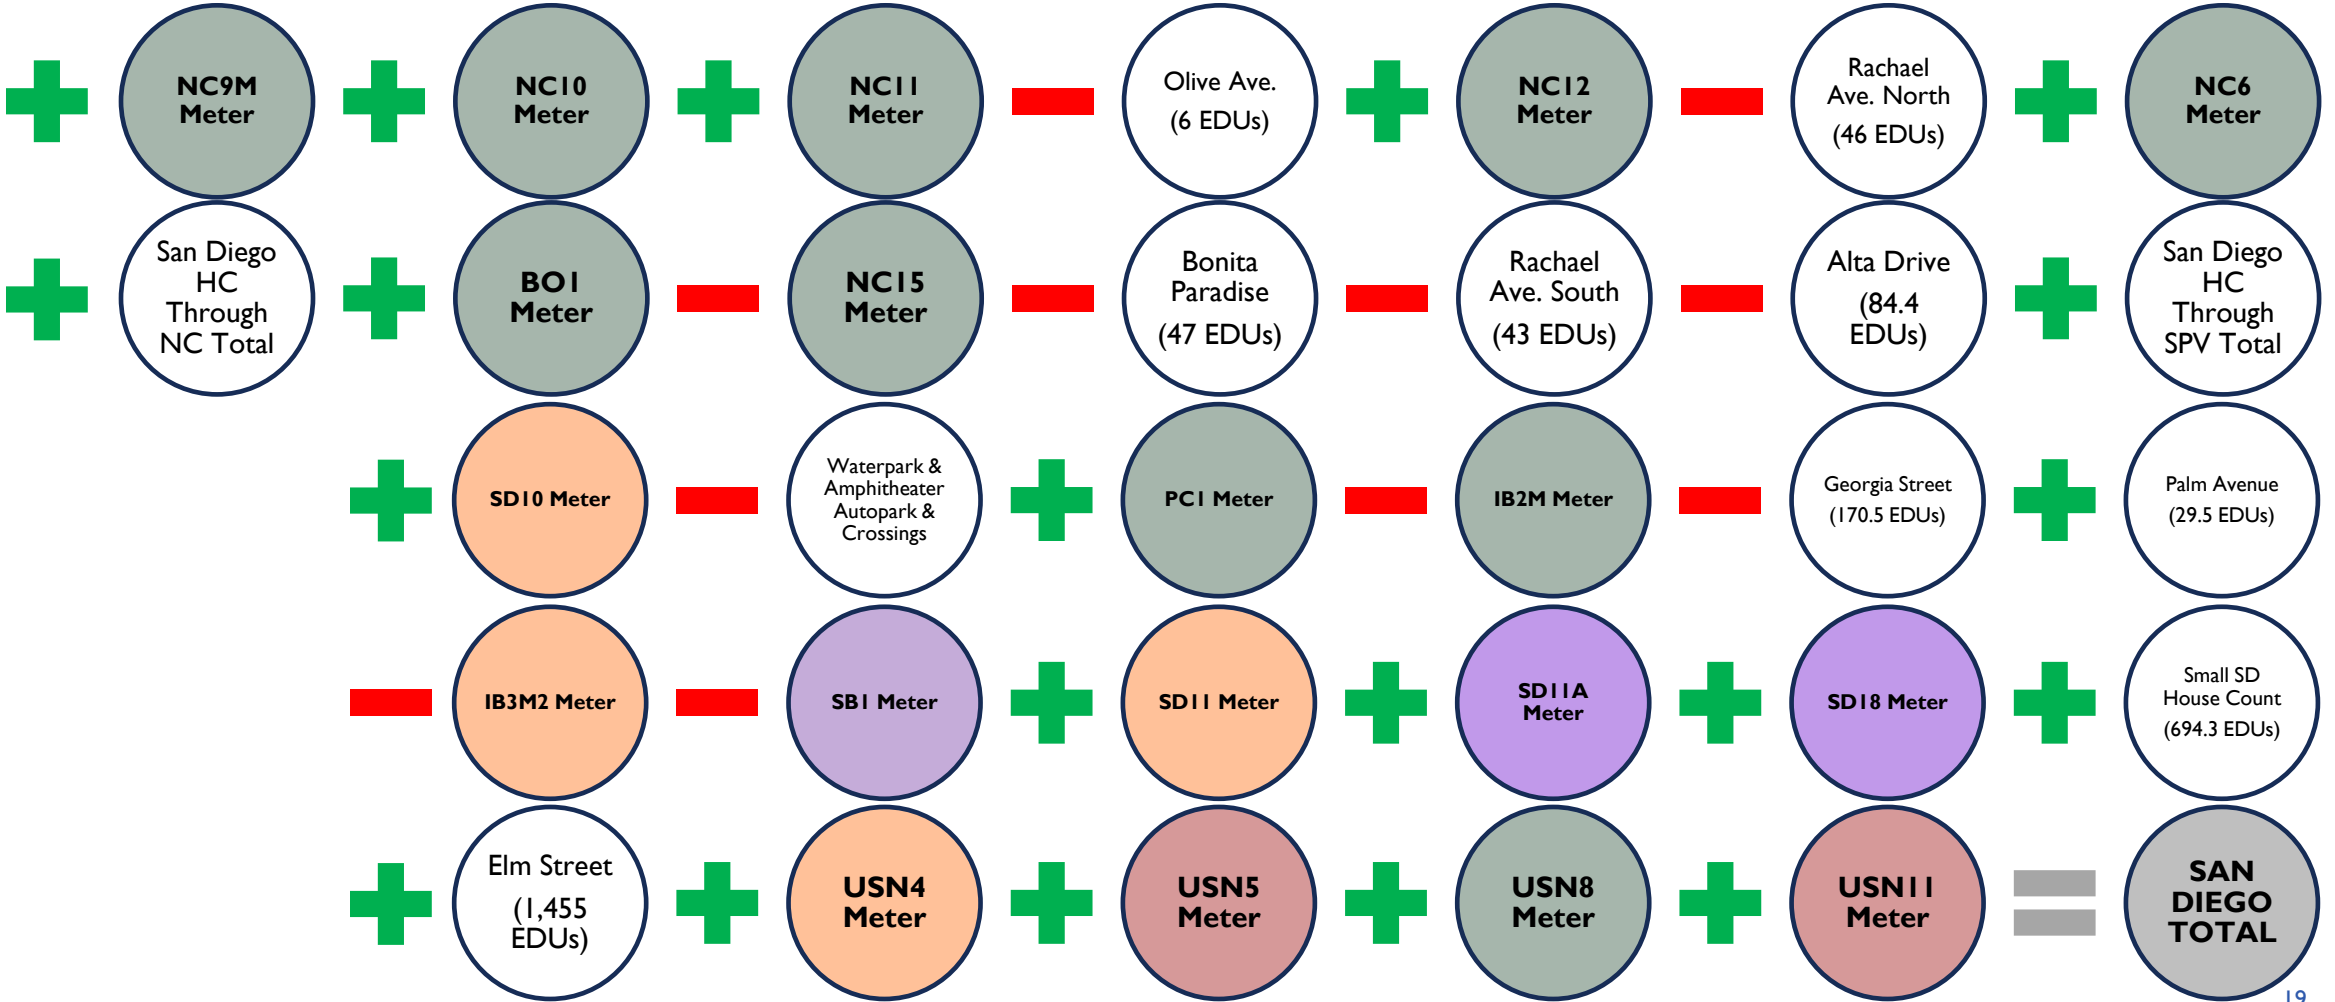 NC9M
Meter
NC10
Meter
NC11
Meter
Olive Ave.
(6 EDUs)
NC12
Meter
Rachael
Ave. North
(46 EDUs)
NC6
Meter
San Diego
HC
Through
NC Total
BO1
Meter
NC15
Meter
Bonita
Paradise
(47 EDUs)
Rachael
Ave. South
(43 EDUs)
Alta Drive
(84.4
EDUs)
San Diego
HC
Through
SPV Total
SD10 Meter
Waterpark &
Amphitheater
Autopark &
Crossings
PC1 Meter
IB2M Meter
Georgia Street
(170.5 EDUs)
Palm Avenue
(29.5 EDUs)
IB3M2 Meter
SB1 Meter
SD11 Meter
SD11A
Meter
SD18 Meter
Small SD
House Count
(694.3 EDUs)
Elm Street
(1,455
EDUs)
USN4
Meter
USN5
Meter
USN8
Meter
USN11
Meter
SAN
DIEGO
TOTAL
19